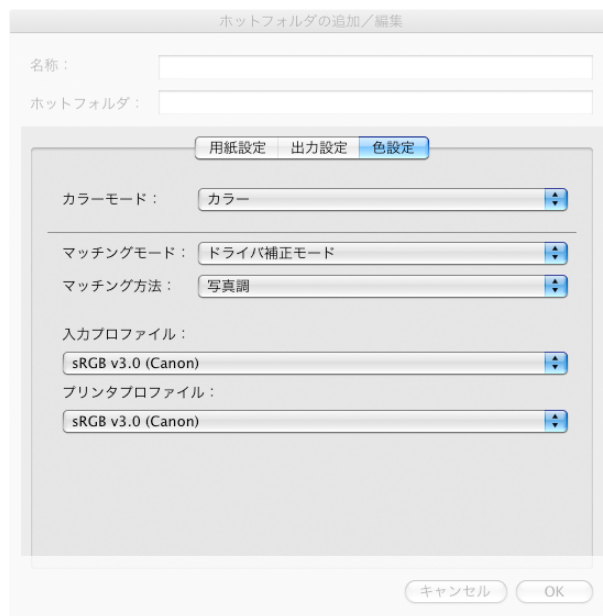 ホットフォルダの追加／編集
名称：
ホットフォルダ：
用紙設定 出力設定 色設定
カラーモード： カラー
マッチングモード： ドライバ補正モード
マッチング方法： 写真調
入力プロファイル：
sRGB v3.0 (Canon)
プリンタプロファイル：
sRGB v3.0 (Canon)
キャンセル OK